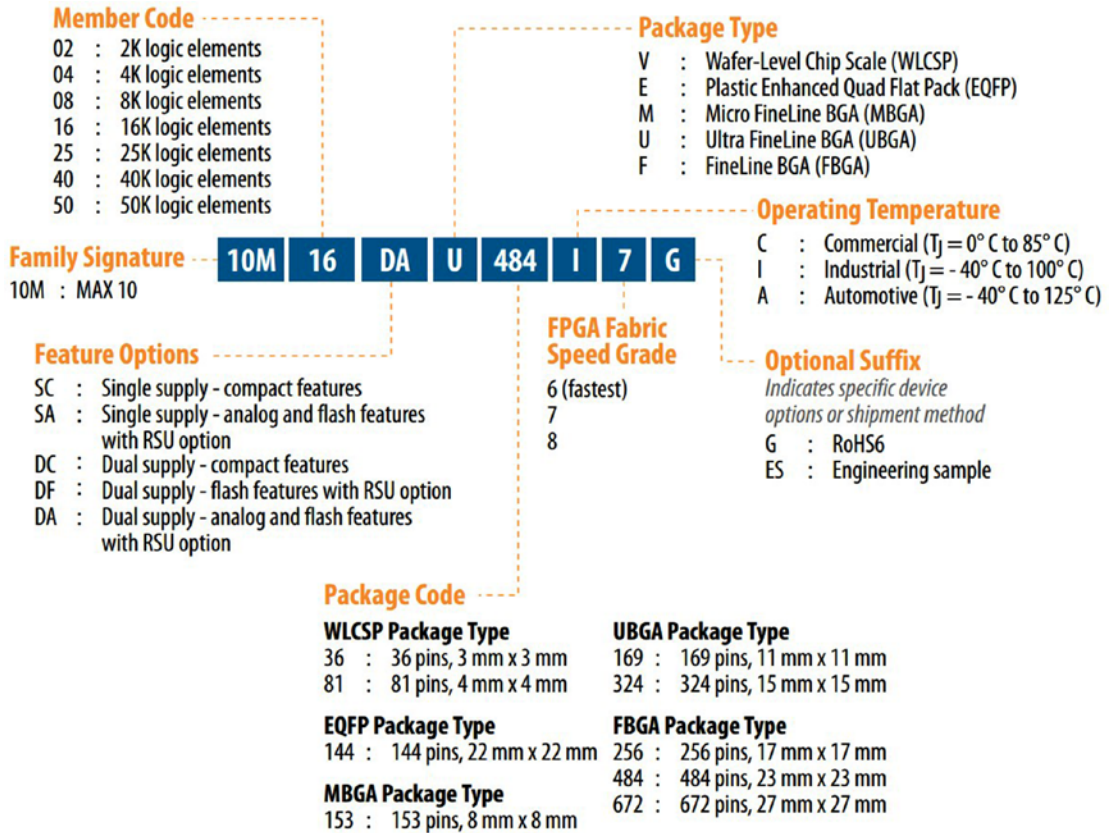 Member Code
02 : 2K logic elements
04 : 4K logic elements
08 : 8K logic elements
16 : 16K logic elements
25 : 25K logic elements
40 : 40K logic elements
50 : 50K logic elements
Package Type
V : Wafer-Level Chip Scale (WLCSP)
E : Plastic Enhanced Quad Flat Pack (EQFP)
M : Micro FineLine BGA (MBGA)
U : Ultra FineLine BGA (UBGA)
F : FineLine BGA (FBGA)
Operating Temperature
C : Commercial (TJ = 0° C to 85° C)
I : Industrial (TJ = - 40° C to 100° C)
A : Automotive (TJ = - 40° C to 125° C)
Family Signature
10M : MAX 10
10M 16 DA U 484 I 7 G
Feature Options
SC : Single supply - compact features
SA : Single supply - analog and flash features
with RSU option
DC : Dual supply - compact features
DF : Dual supply - flash features with RSU option
DA : Dual supply - analog and flash features
with RSU option
FPGA Fabric
Speed Grade
6 (fastest)
7
8
Optional Suffix
Indicates specific device
options or shipment method
G : RoHS6
ES : Engineering sample
Package Code
WLCSP Package Type
36 : 36 pins, 3 mm x 3 mm
81 : 81 pins, 4 mm x 4 mm
EQFP Package Type
144 : 144 pins, 22 mm x 22 mm
MBGA Package Type
153 : 153 pins, 8 mm x 8 mm
UBGA Package Type
169 : 169 pins, 11 mm x 11 mm
324 : 324 pins, 15 mm x 15 mm
FBGA Package Type
256 : 256 pins, 17 mm x 17 mm
484 : 484 pins, 23 mm x 23 mm
672 : 672 pins, 27 mm x 27 mm